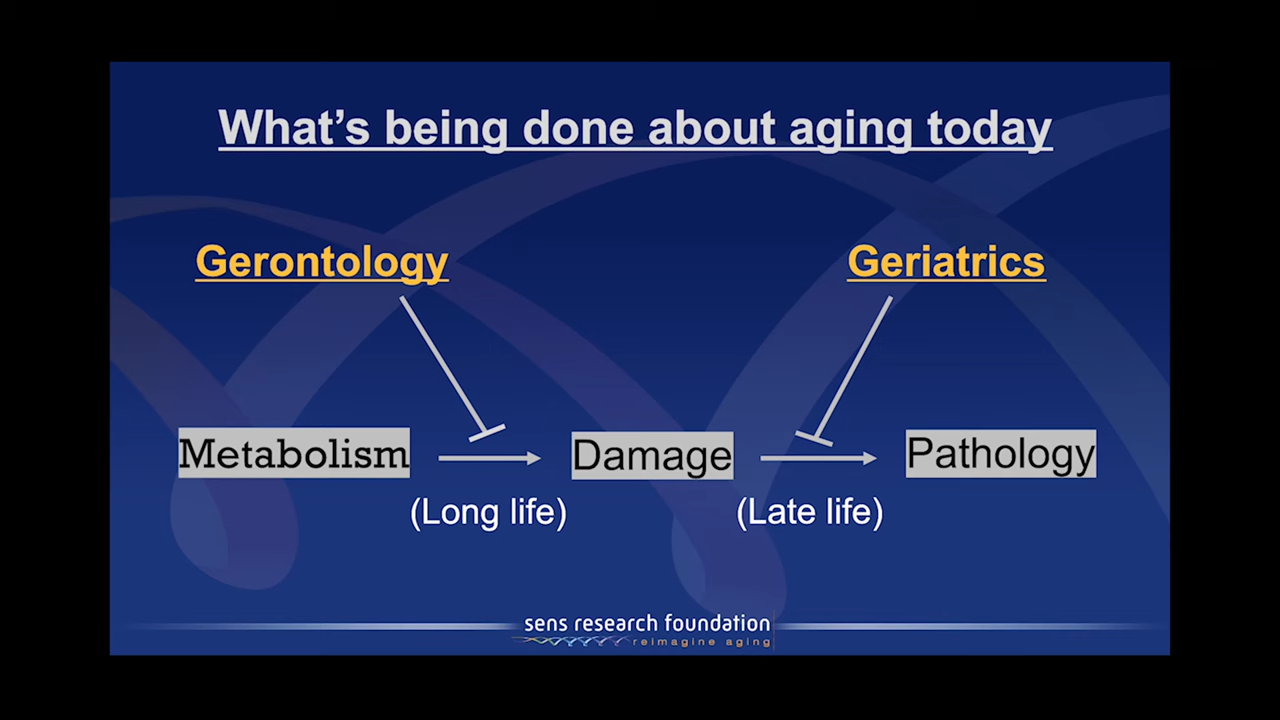 What's being done about aging today
Gerontology
Geriatrics
Metabolism
Damage
Pathology
(Long life)
(Late life)
sens research foundation
reimagine aging